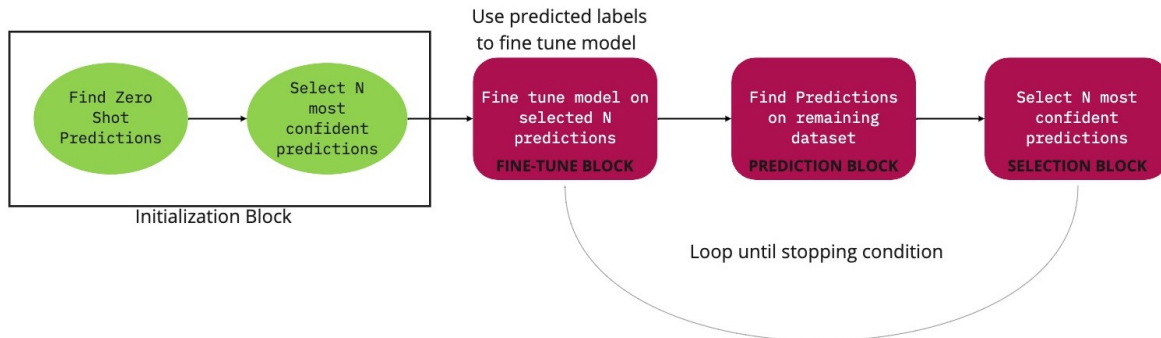 Use predicted labels
to fine tune model
Find Zero
Shot
Predictions
Select N
most
confident
predictions
Initialization Block
Fine tune model on
selected N
predictions
FINE-TUNE BLOCK
Find Predictions
on remaining
dataset
PREDICTION BLOCK
Select N most
confident
predictions
SELECTION BLOCK
Loop until stopping condition